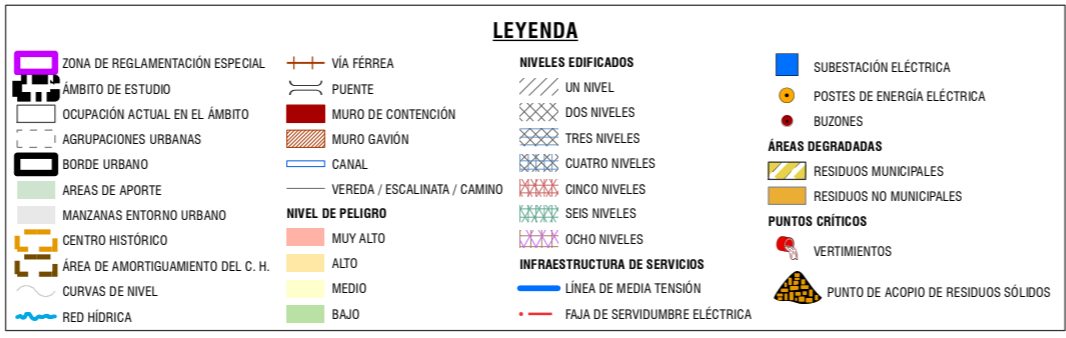 LEYENDA
ZONA DE REGLAMENTACIÓN ESPECIAL
ÁMBITO DE ESTUDIO
OCUPACIÓN ACTUAL EN EL ÁMBITO
AGRUPACIONES URBANAS
BORDE URBANO
AREAS DE APORTE
MANZANAS ENTORNO URBANO
CENTRO HISTÓRICO
ÁREA DE AMORTIGUAMIENTO DEL C. H.
CURVAS DE NIVEL
RED HÍDRICA
VÍA FÉRREA
PUENTE
MURO DE CONTENCIÓN
MURO GAVIÓN
CANAL
VEREDA / ESCALINATA / CAMINO
NIVEL DE PELIGRO
MUY ALTO
ALTO
MEDIO
BAJO
NIVELES EDIFICADOS
UN NIVEL
DOS NIVELES
TRES NIVELES
CUATRO NIVELES
CINCO NIVELES
SEIS NIVELES
OCHO NIVELES
INFRAESTRUCTURA DE SERVICIOS
LÍNEA DE MEDIA TENSIÓN
FAJA DE SERVIDUMBRE ELÉCTRICA
SUBESTACIÓN ELÉCTRICA
POSTES DE ENERGÍA ELÉCTRICA
BUZONES
ÁREAS DEGRADADAS
RESIDUOS MUNICIPALES
RESIDUOS NO MUNICIPALES
PUNTOS CRÍTICOS
VERTIMIENTOS
PUNTO DE ACOPIO DE RESIDUOS SÓLIDOS